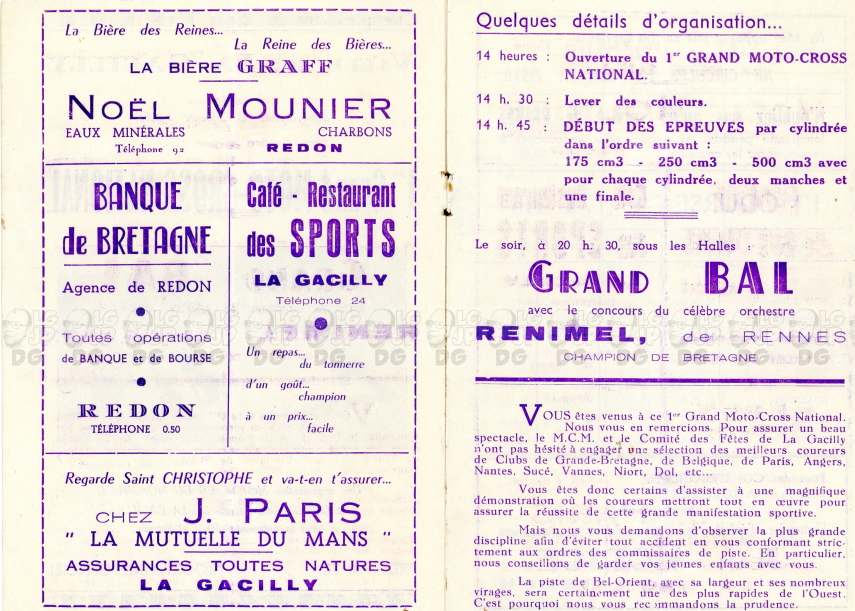 La Bière des Reines...
La Reine des Bières...
LA BIÈRE GRAFF
NOËL MOUNIER
EAUX MINÉRALES CHARBONS
Téléphone 92 REDON
BANQUE
de BRETAGNE
Agence de REDON
Toutes opérations
de BANQUE et de BOURSE
REDON
TÉLÉPHONE 0.50
Café - Restaurant
des SPORTS
LA GACILLY
Téléphone 24
Un repas...
du tonnerre
d'un goût...
champion
à un prix...
facile
Regarde Saint CHRISTOPHE et va-t-en t'assurer...
CHEZ J. PARIS
" LA MUTUELLE DU MANS "
ASSURANCES TOUTES NATURES
LA GACILLY
Quelques détails d'organisation...
14 heures : Ouverture du 1er GRAND MOTO-CROSS
NATIONAL.
14 h. 30 : Lever des couleurs.
14 h. 45 : DÉBUT DES EPREUVES par cylindrée
dans l'ordre suivant :
175 cm3 - 250 cm3 - 500 cm3 avec
pour chaque cylindrée, deux manches et
une finale.
Le soir, à 20 h. 30, sous les Halles :
GRAND BAL
avec le concours du célèbre orchestre
RENIMEL, de RENNES
CHAMPION DE BRETAGNE
VOUS êtes venus à ce 1er Grand Moto-Cross National.
Nous vous en remercions. Pour assurer un beau
spectacle, le M.C.M. et le Comité des Fêtes de La Gacilly
n'ont pas hésité à engager une sélection des meilleurs coureurs
de Clubs de Grande-Bretagne, de Belgique, de Paris, Angers,
Nantes, Sucé, Vannes, Niort, Dol, etc...
Vous êtes donc certains d'assister à une magnifique
démonstration où les coureurs mettront tout en œuvre pour
assurer la réussite de cette grande manifestation sportive.
Mais nous vous demandons d'observer la plus grande
discipline afin d'éviter tout accident en vous conformant stric-
tement aux ordres des commissaires de piste. En particulier,
nous conseillons de garder vos jeunes enfants avec vous.
La piste de Bel-Orient, avec sa largeur et ses nombreux
virages, sera certainement une des plus rapides de l'Ouest.
C'est pourquoi nous vous recommandons la prudence.